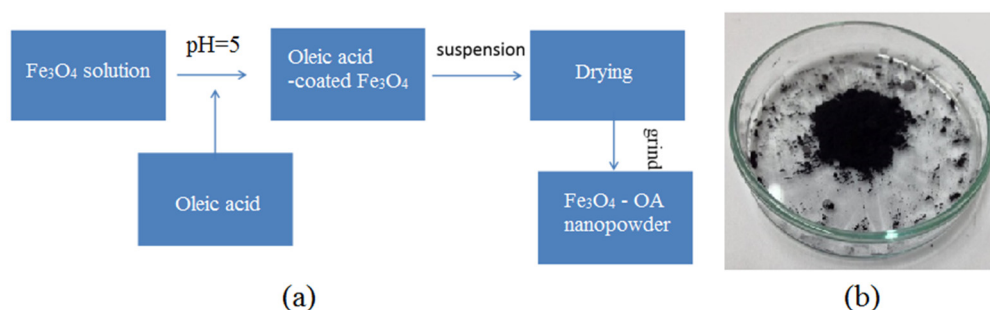 Fe₃O₄ solution
pH=5
Oleic acid
-coated Fe₃O₄
suspension
Drying
grind
Oleic acid
Fe₃O₄ - OA
nanopowder
(a)
(b)